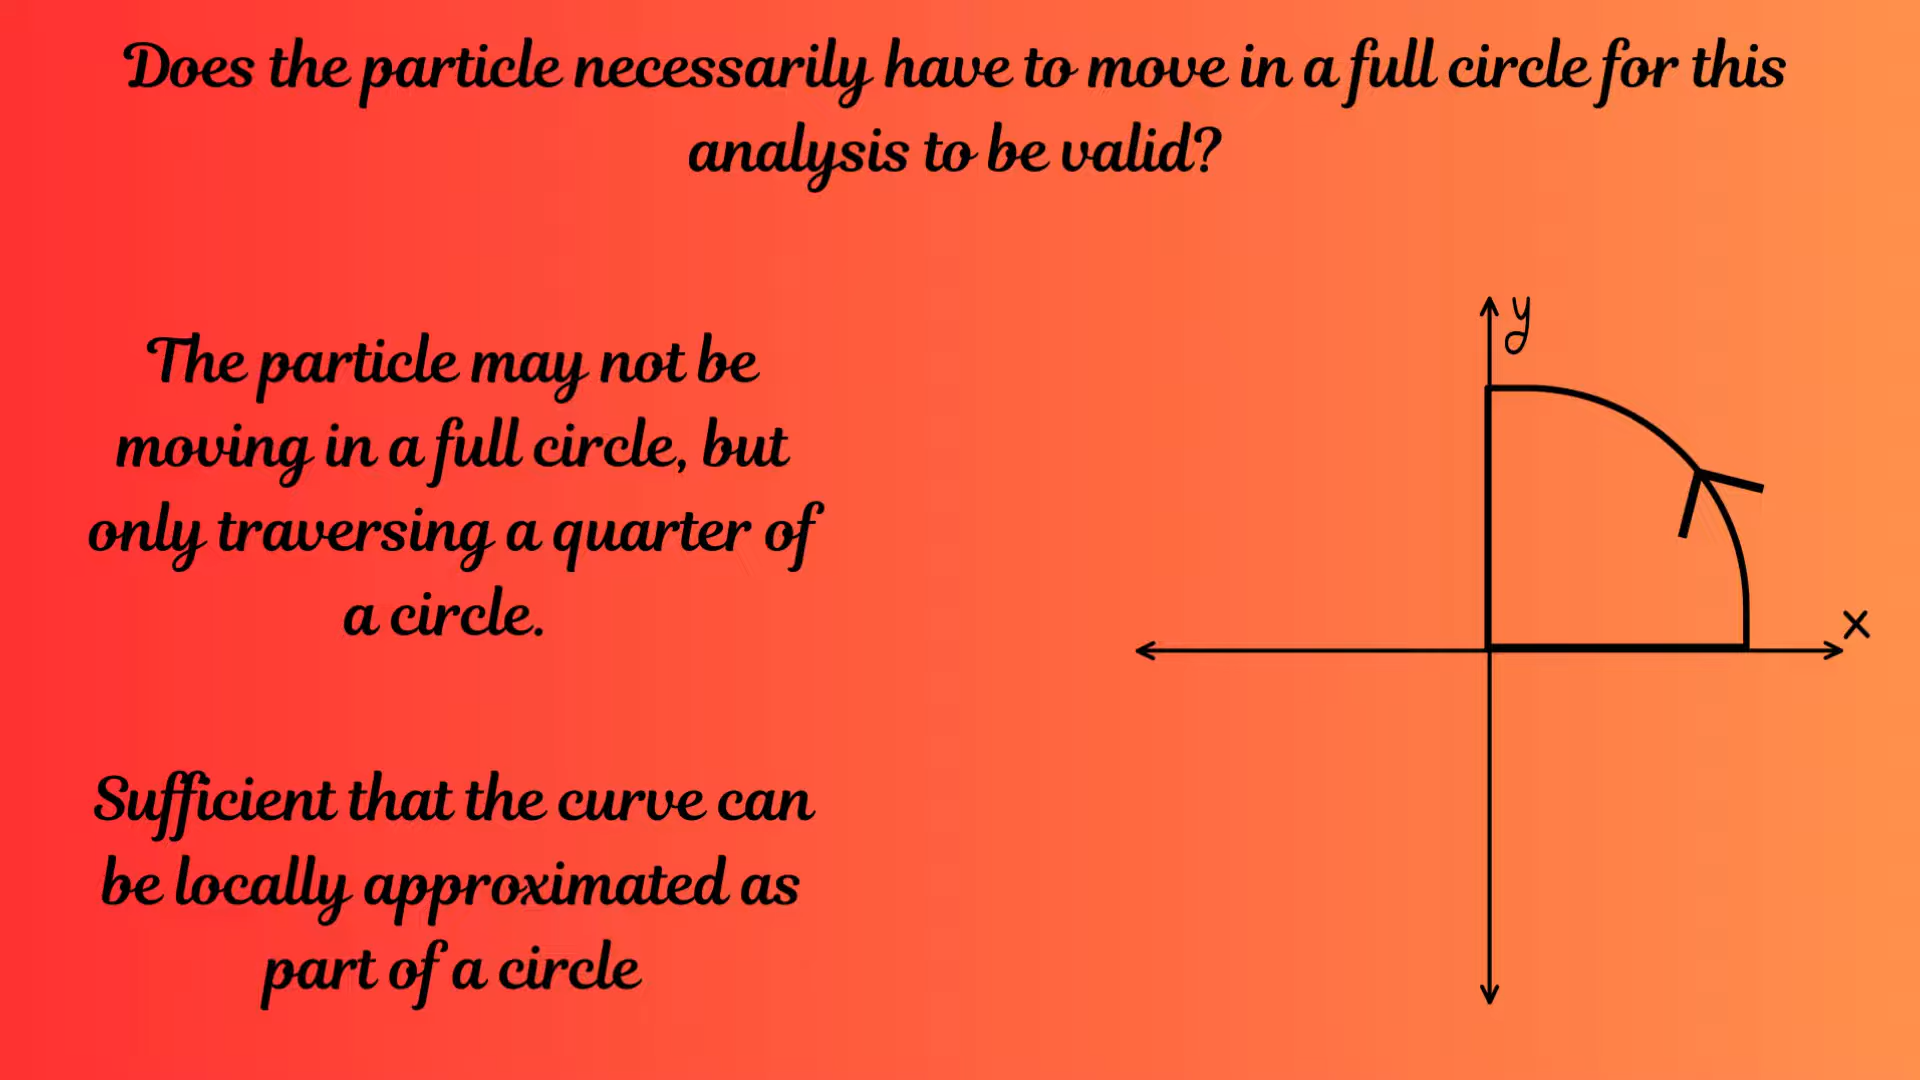 Does the particle necessarily have to move in a full circle for this
analysis to be valid?
The particle may not be
moving in a full circle, but
only traversing a quarter of
a circle.
Sufficient that the curve can
be locally approximated as
part of a circle
y
x